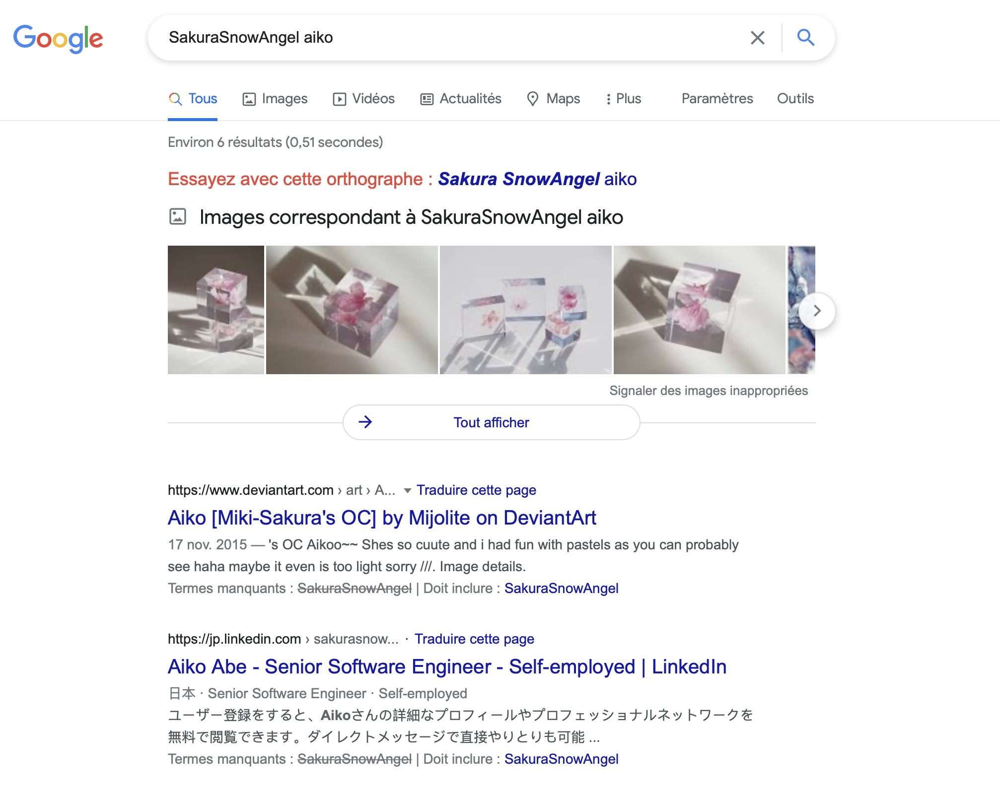 Google
SakuraSnowAngel aiko
Tous Images Vidéos Actualités Maps Plus Paramètres Outils
Environ 6 résultats (0,51 secondes)
Essayez avec cette orthographe : Sakura SnowAngel aiko
Images correspondant à SakuraSnowAngel aiko
Signaler des images inappropriées
Tout afficher
https://www.deviantart.com › art › A... Traduire cette page
Aiko [Miki-Sakura's OC] by Mijolite on DeviantArt
17 nov. 2015 — 's OC Aikoo~~ Shes so cuute and i had fun with pastels as you can probably
see haha maybe it even is too light sorry ///. Image details.
Termes manquants : SakuraSnowAngel | Doit inclure : SakuraSnowAngel
https://jp.linkedin.com › sakurasnow... · Traduire cette page
Aiko Abe - Senior Software Engineer - Self-employed | LinkedIn
日本 · Senior Software Engineer · Self-employed
ユーザー登録をすると、Aikoさんの詳細なプロフィールやプロフェッショナルネットワークを
無料で閲覧できます。ダイレクトメッセージで直接やりとりも可能 ...
Termes manquants : SakuraSnowAngel | Doit inclure : SakuraSnowAngel